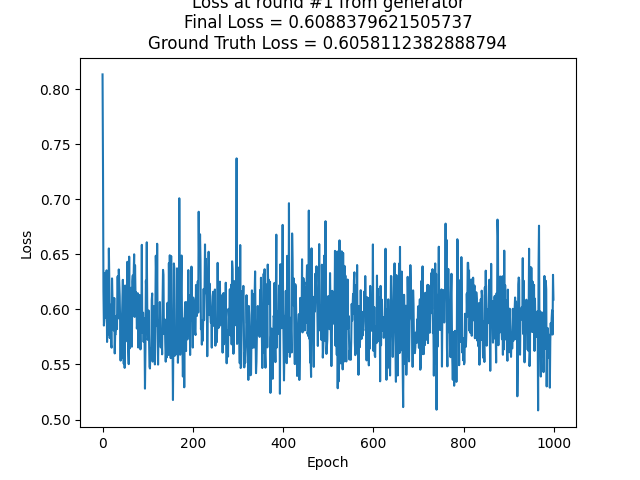 Loss at round #1 from generator
Final Loss = 0.6088379621505737
Ground Truth Loss = 0.6058112382888794
0.80
0.75
0.70
0.65
0.60
0.55
0.50
Loss
0
200
400
600
800
1000
Epoch